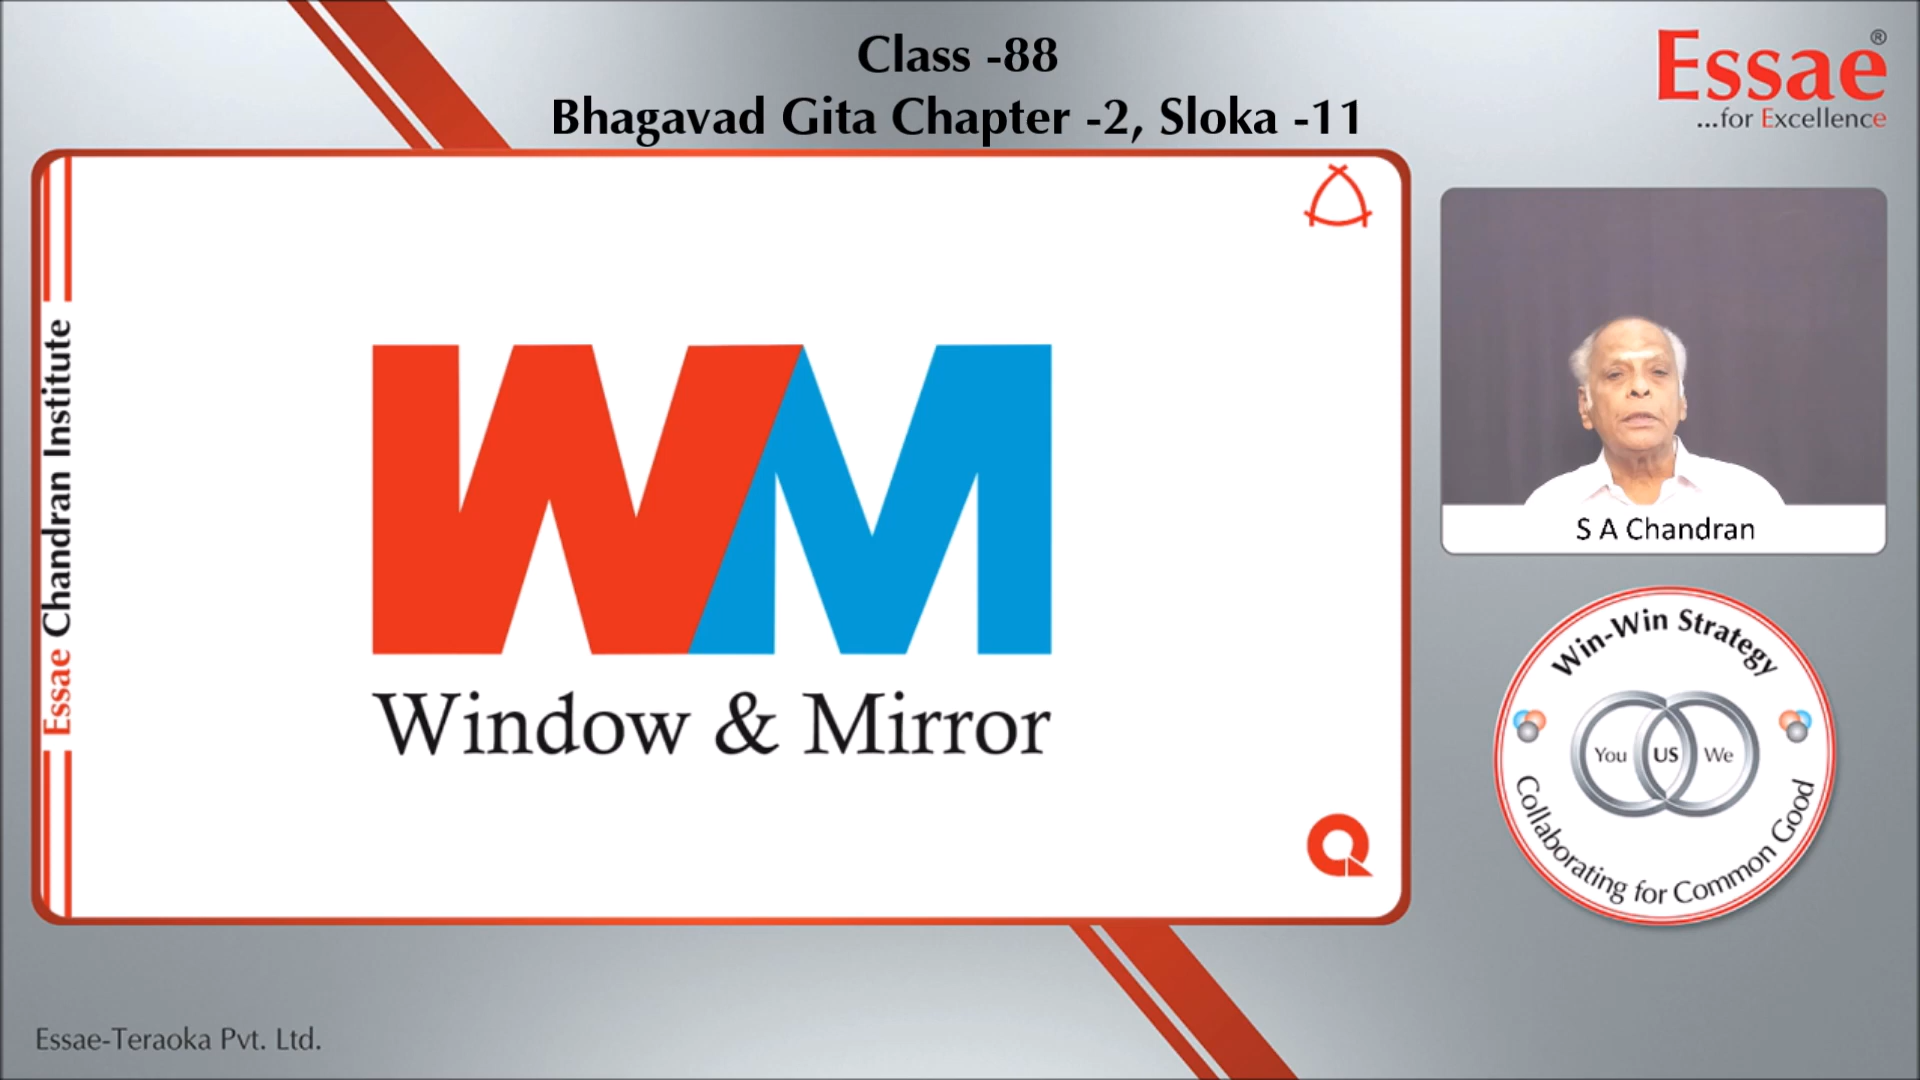 Class -88
Bhagavad Gita Chapter -2, Sloka -11
Essae®
...for Excellence
Essae Chandran Institute
WM
Window & Mirror
S A Chandran
Win-Win Strategy
You US We
Collaborating for Common Good
Essae-Teraoka Pvt. Ltd.